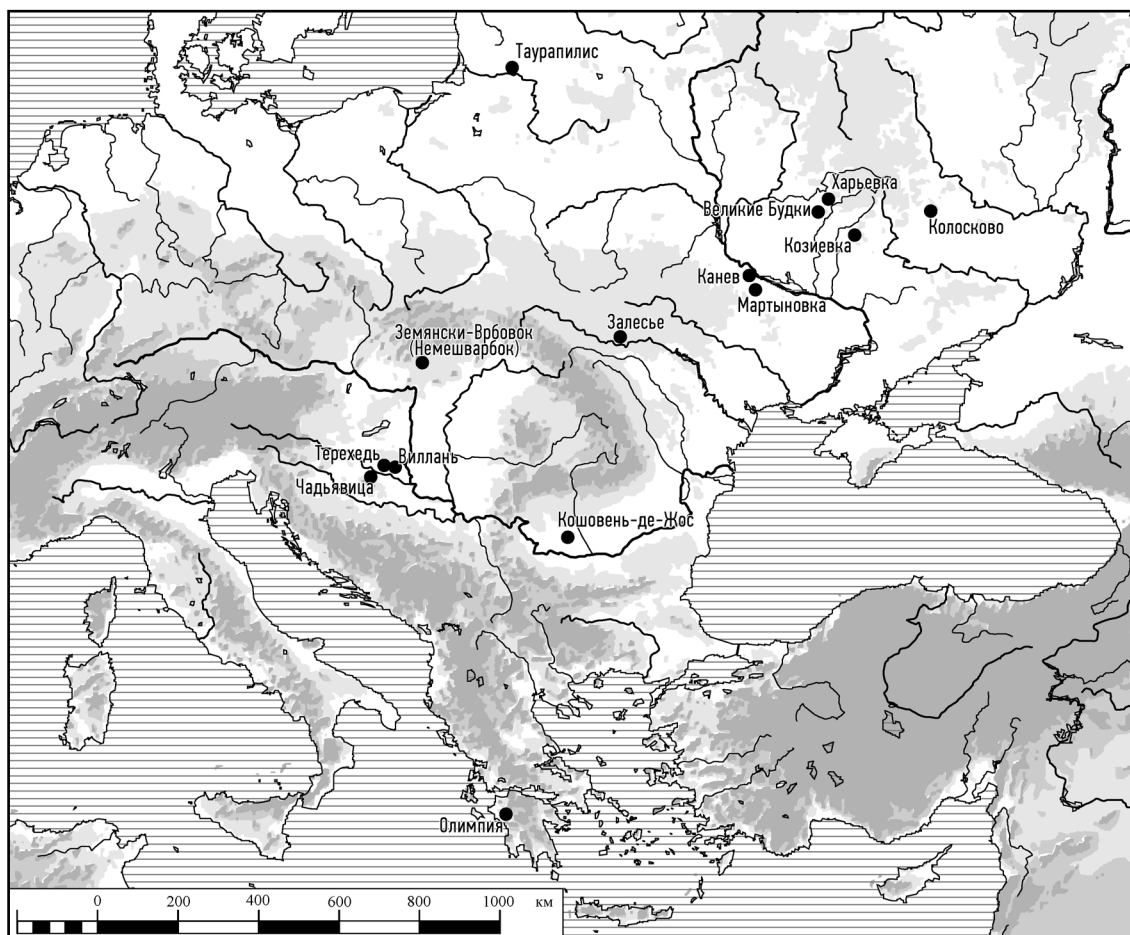 Таурапилис
Харьевка
Великие Будки
Колосково
Козиевка
Канев
Мартыновка
Залесье
Земянски-Врбовок
(Немешварбок)
Терехедь
Виллань
Чадьявица
Кошовень-де-Жос
Олимпия
0 200 400 600 800 1000 км